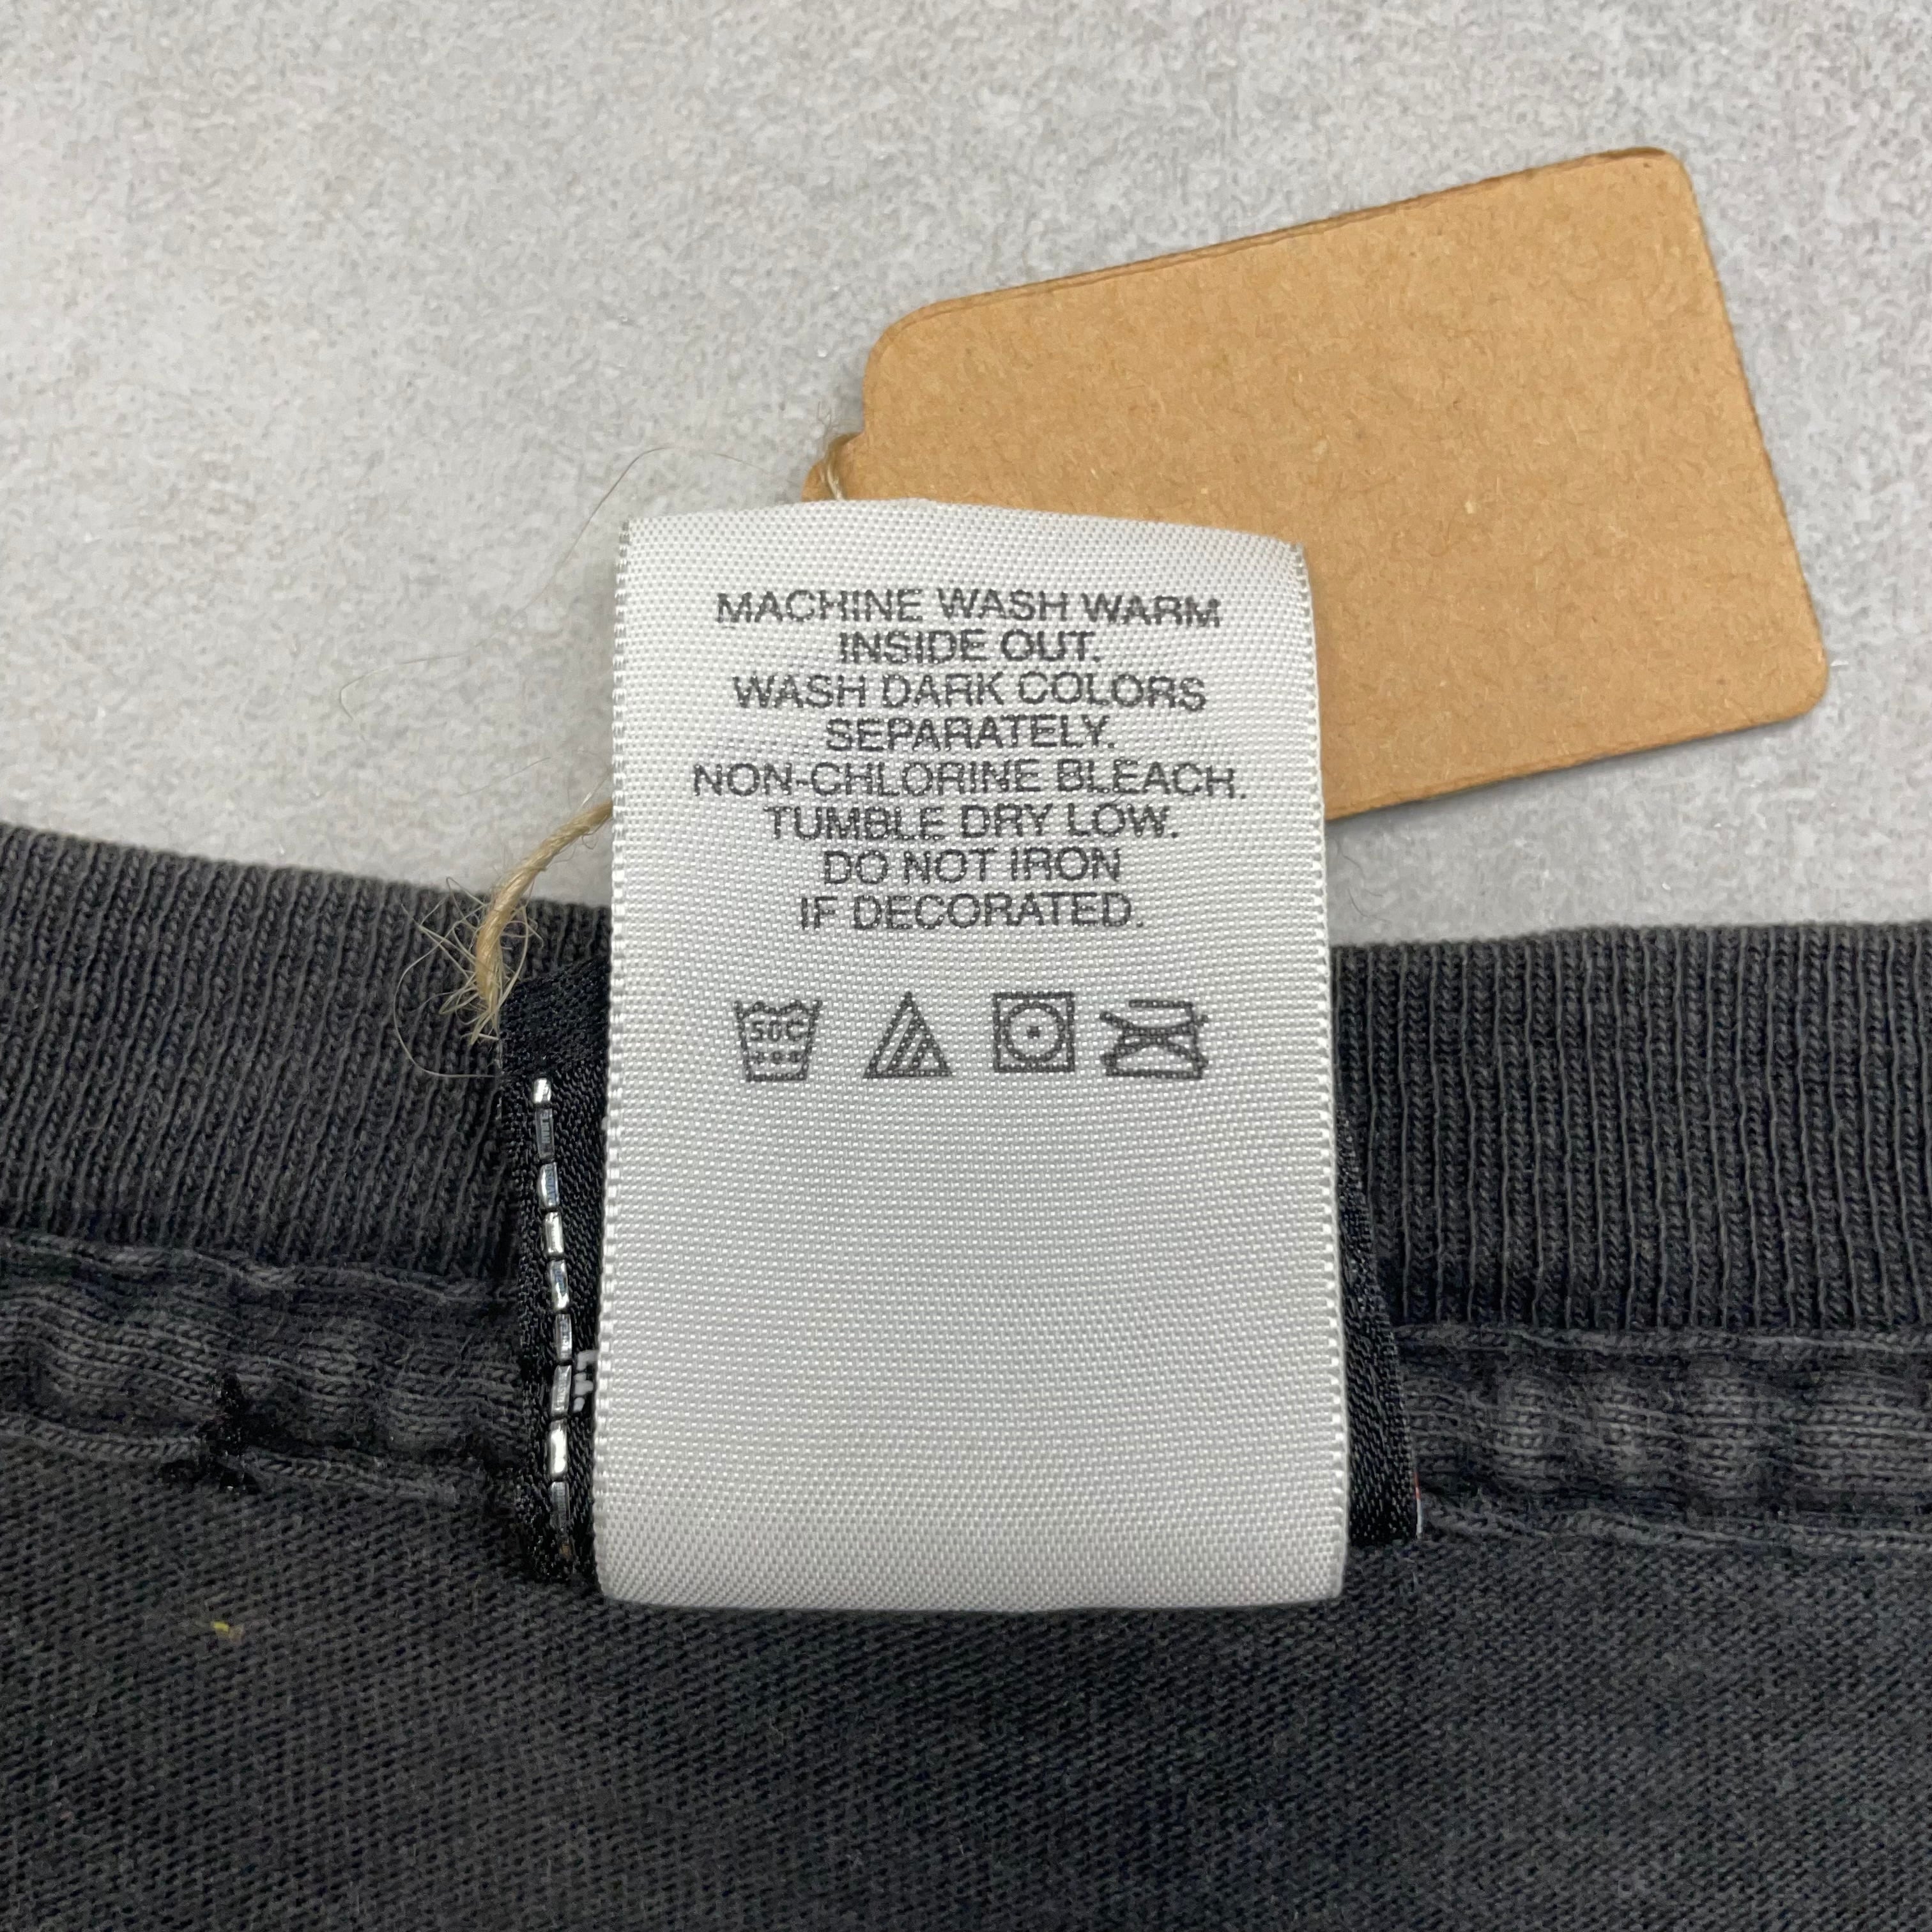 MACHINE WASH WARM
INSIDE OUT.
WASH DARK COLORS
SEPARATELY.
NON-CHLORINE BLEACH.
TUMBLE DRY LOW.
DO NOT IRON
IF DECORATED.
50C